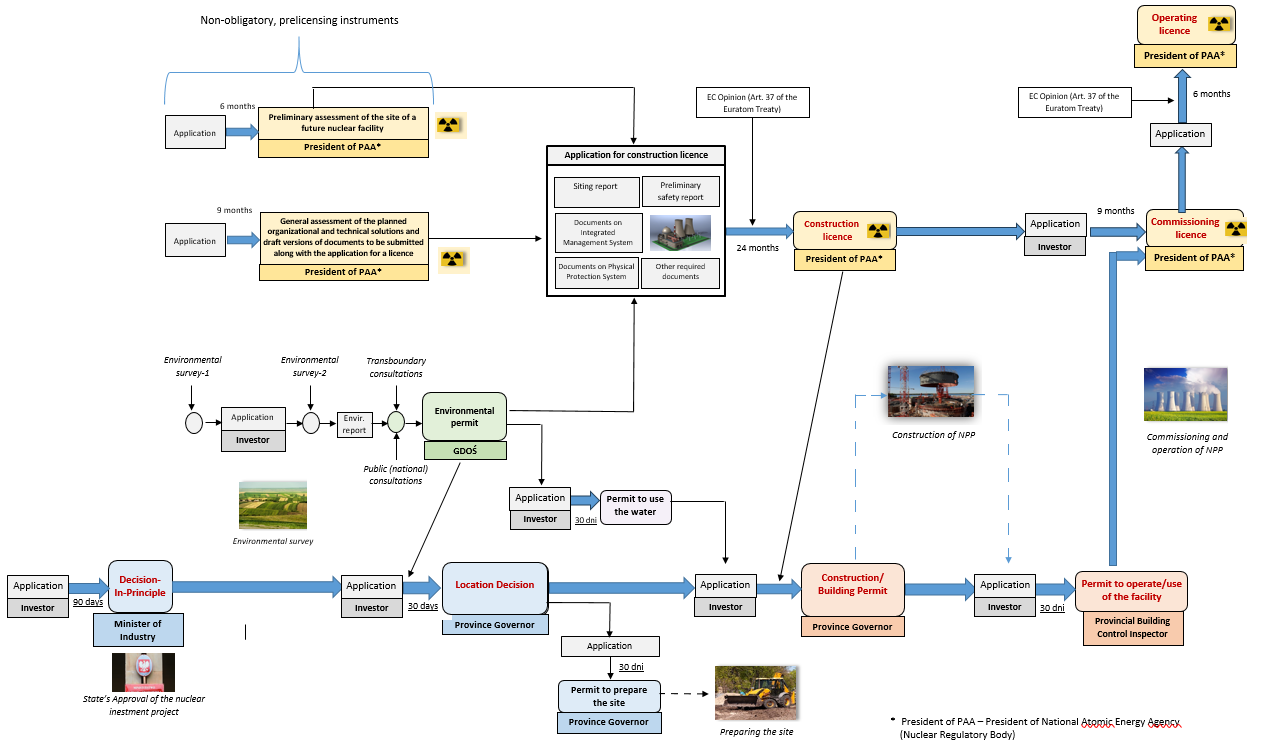 Non-obligatory, prelicensing instruments
Operating
licence
President of PAA*
6 months
EC Opinion (Art. 37 of the
Euratom Treaty)
EC Opinion (Art. 37 of the
Euratom Treaty)
Application
6 months
Application
Preliminary assessment of the site of a
future nuclear facility
President of PAA*
Application for construction licence
Siting report
Preliminary
safety report
Documents on
Integrated
Management System
Documents on Physical
Protection System
Other required
documents
9 months
Application
General assessment of the planned
organizational and technical solutions and
draft versions of documents to be submitted
along with the application for a licence
President of PAA*
24 months
Construction
licence
President of PAA*
Application
Investor
9 months
Commissioning
licence
President of PAA*
Environmental
survey-1
Environmental
survey-2
Transboundary
consultations
Application
Investor
Envir.
report
Environmental
permit
GDOŚ
Public (national)
consultations
Construction of NPP
Commissioning and
operation of NPP
Environmental survey
Application
Investor
30 dni
Permit to use
the water
Application
Investor
90 days
Decision-
In-Principle
Minister of
Industry
State's Approval of the nuclear
inestment project
Application
Investor
30 days
Location Decision
Province Governor
Application
Investor
Construction/
Building Permit
Province Governor
Application
Investor
30 dni
Permit to operate/use
of the facility
Provincial Building
Control Inspector
Application
30 dni
Permit to prepare
the site
Province Governor
Preparing the site
* President of PAA – President of National Atomic Energy Agency
(Nuclear Regulatory Body)